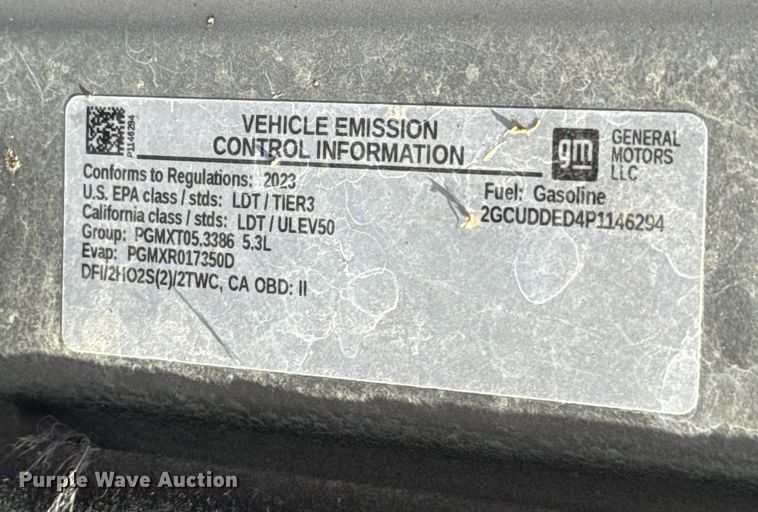 P1146294
VEHICLE EMISSION
CONTROL INFORMATION
gm
GENERAL
MOTORS
LLC
Conforms to Regulations: 2023
U.S. EPA class / stds: LDT / TIER3
California class / stds: LDT / ULEV50
Group: PGMXT05.3386 5.3L
Evap: PGMXR017350D
DFI/2HO2S(2)/2TWC, CA OBD: II
Fuel: Gasoline
2GCUDDED4P1146294
Purple Wave Auction